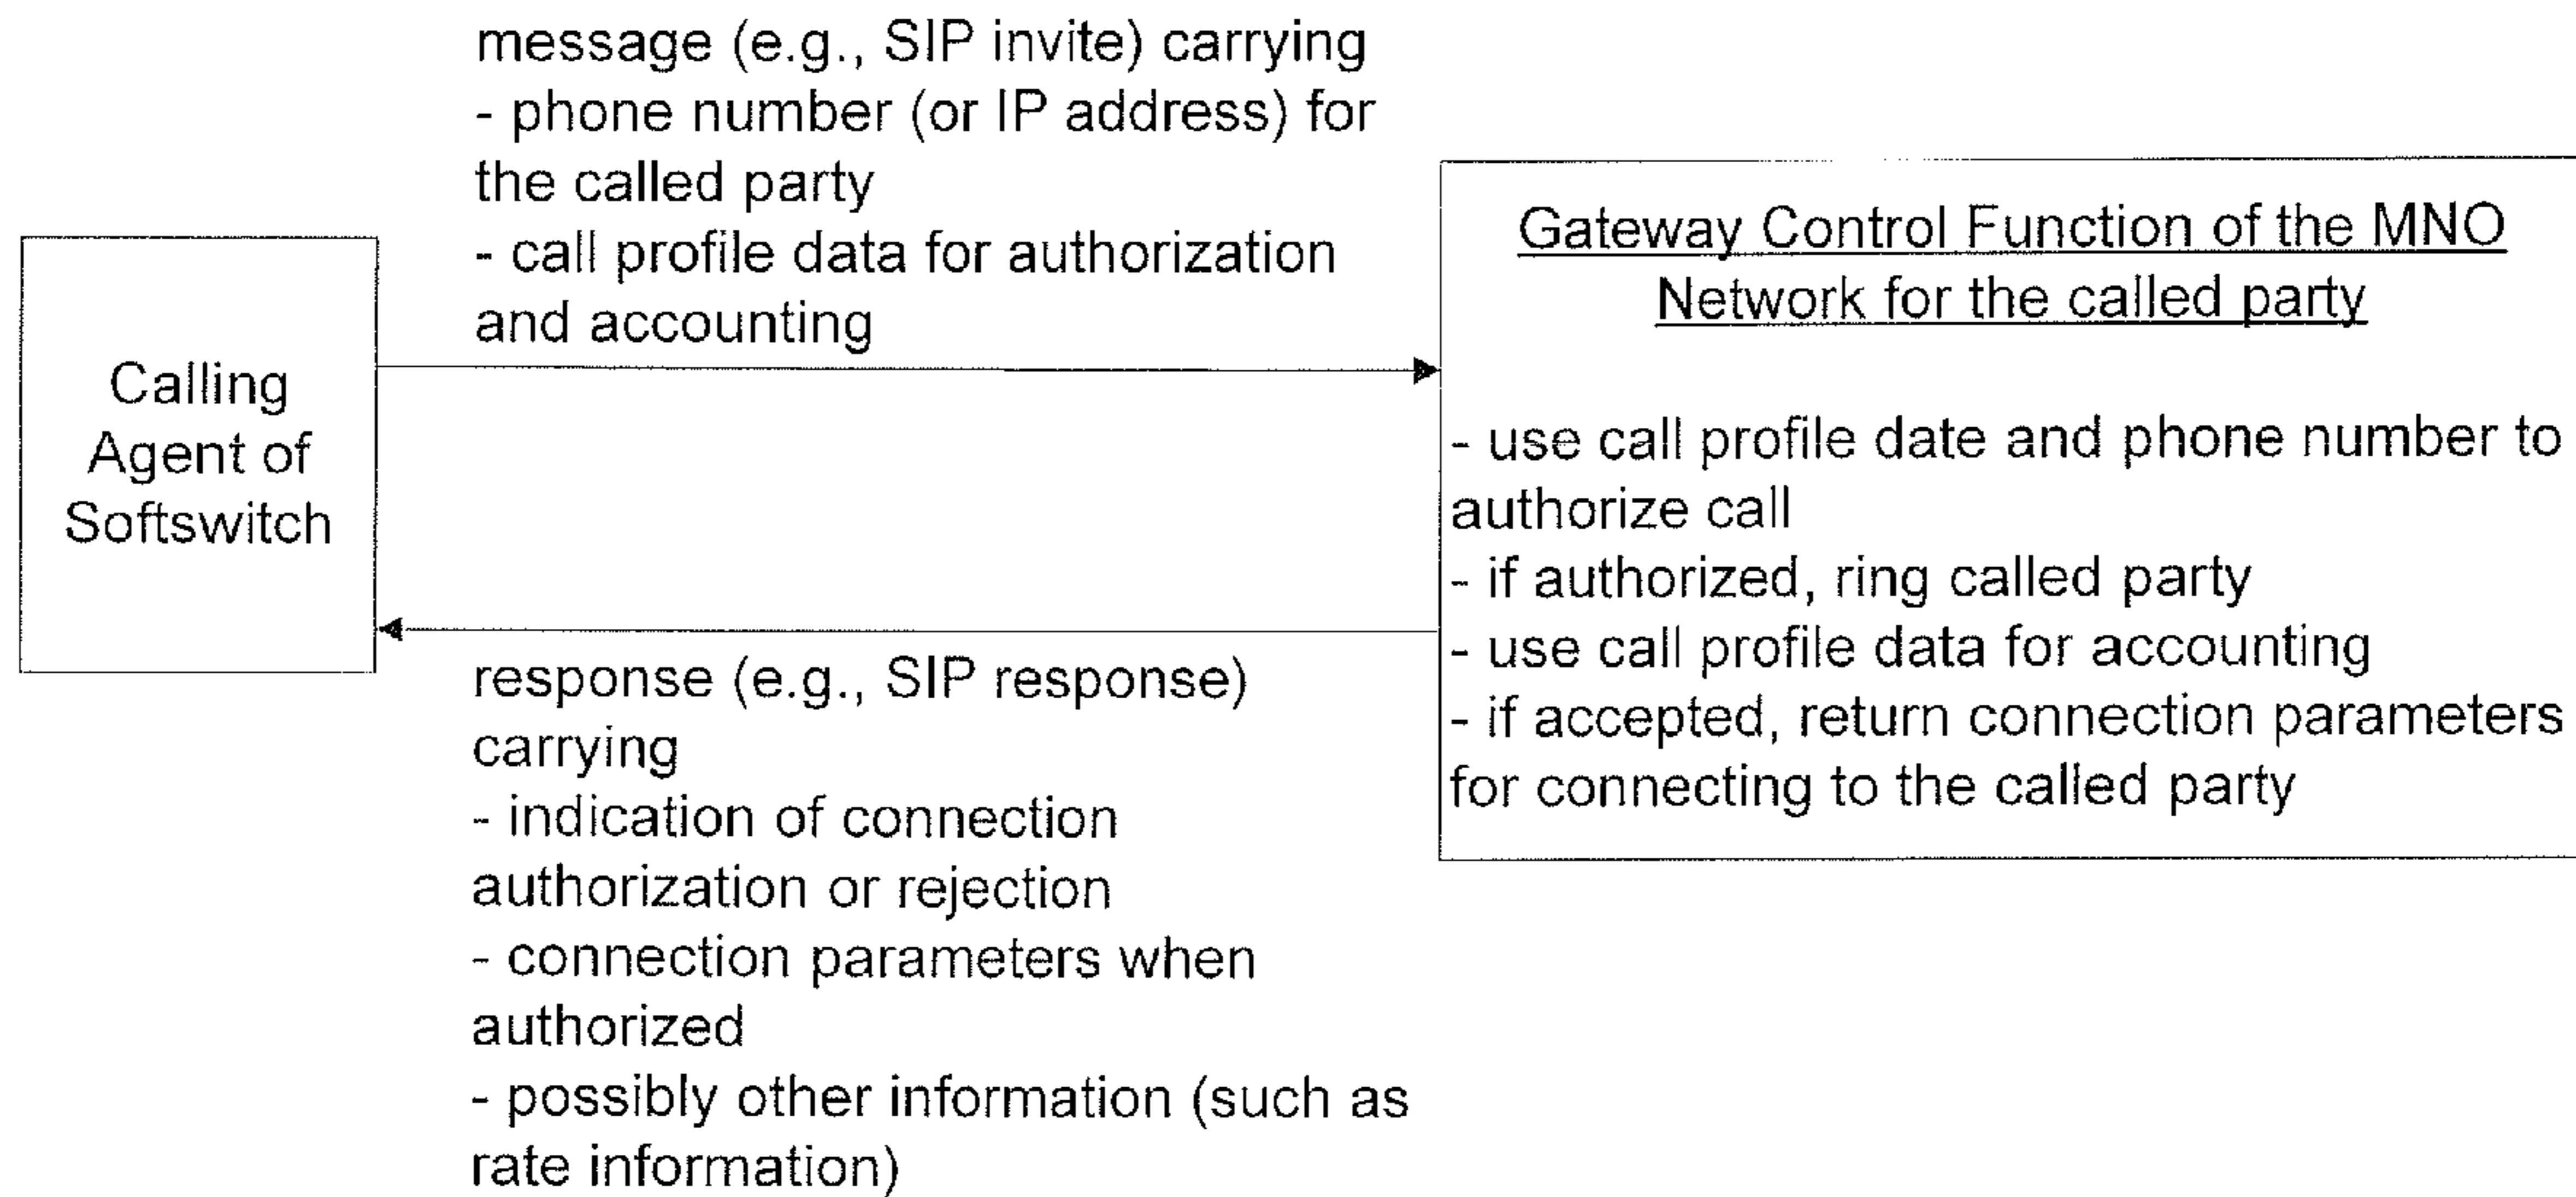 message (e.g., SIP invite) carrying
- phone number (or IP address) for
the called party
- call profile data for authorization
and accounting
Calling
Agent of
Softswitch
Gateway Control Function of the MNO
Network for the called party
- use call profile date and phone number to
authorize call
- if authorized, ring called party
- use call profile data for accounting
- if accepted, return connection parameters
for connecting to the called party
response (e.g., SIP response)
carrying
- indication of connection
authorization or rejection
- connection parameters when
authorized
- possibly other information (such as
rate information)